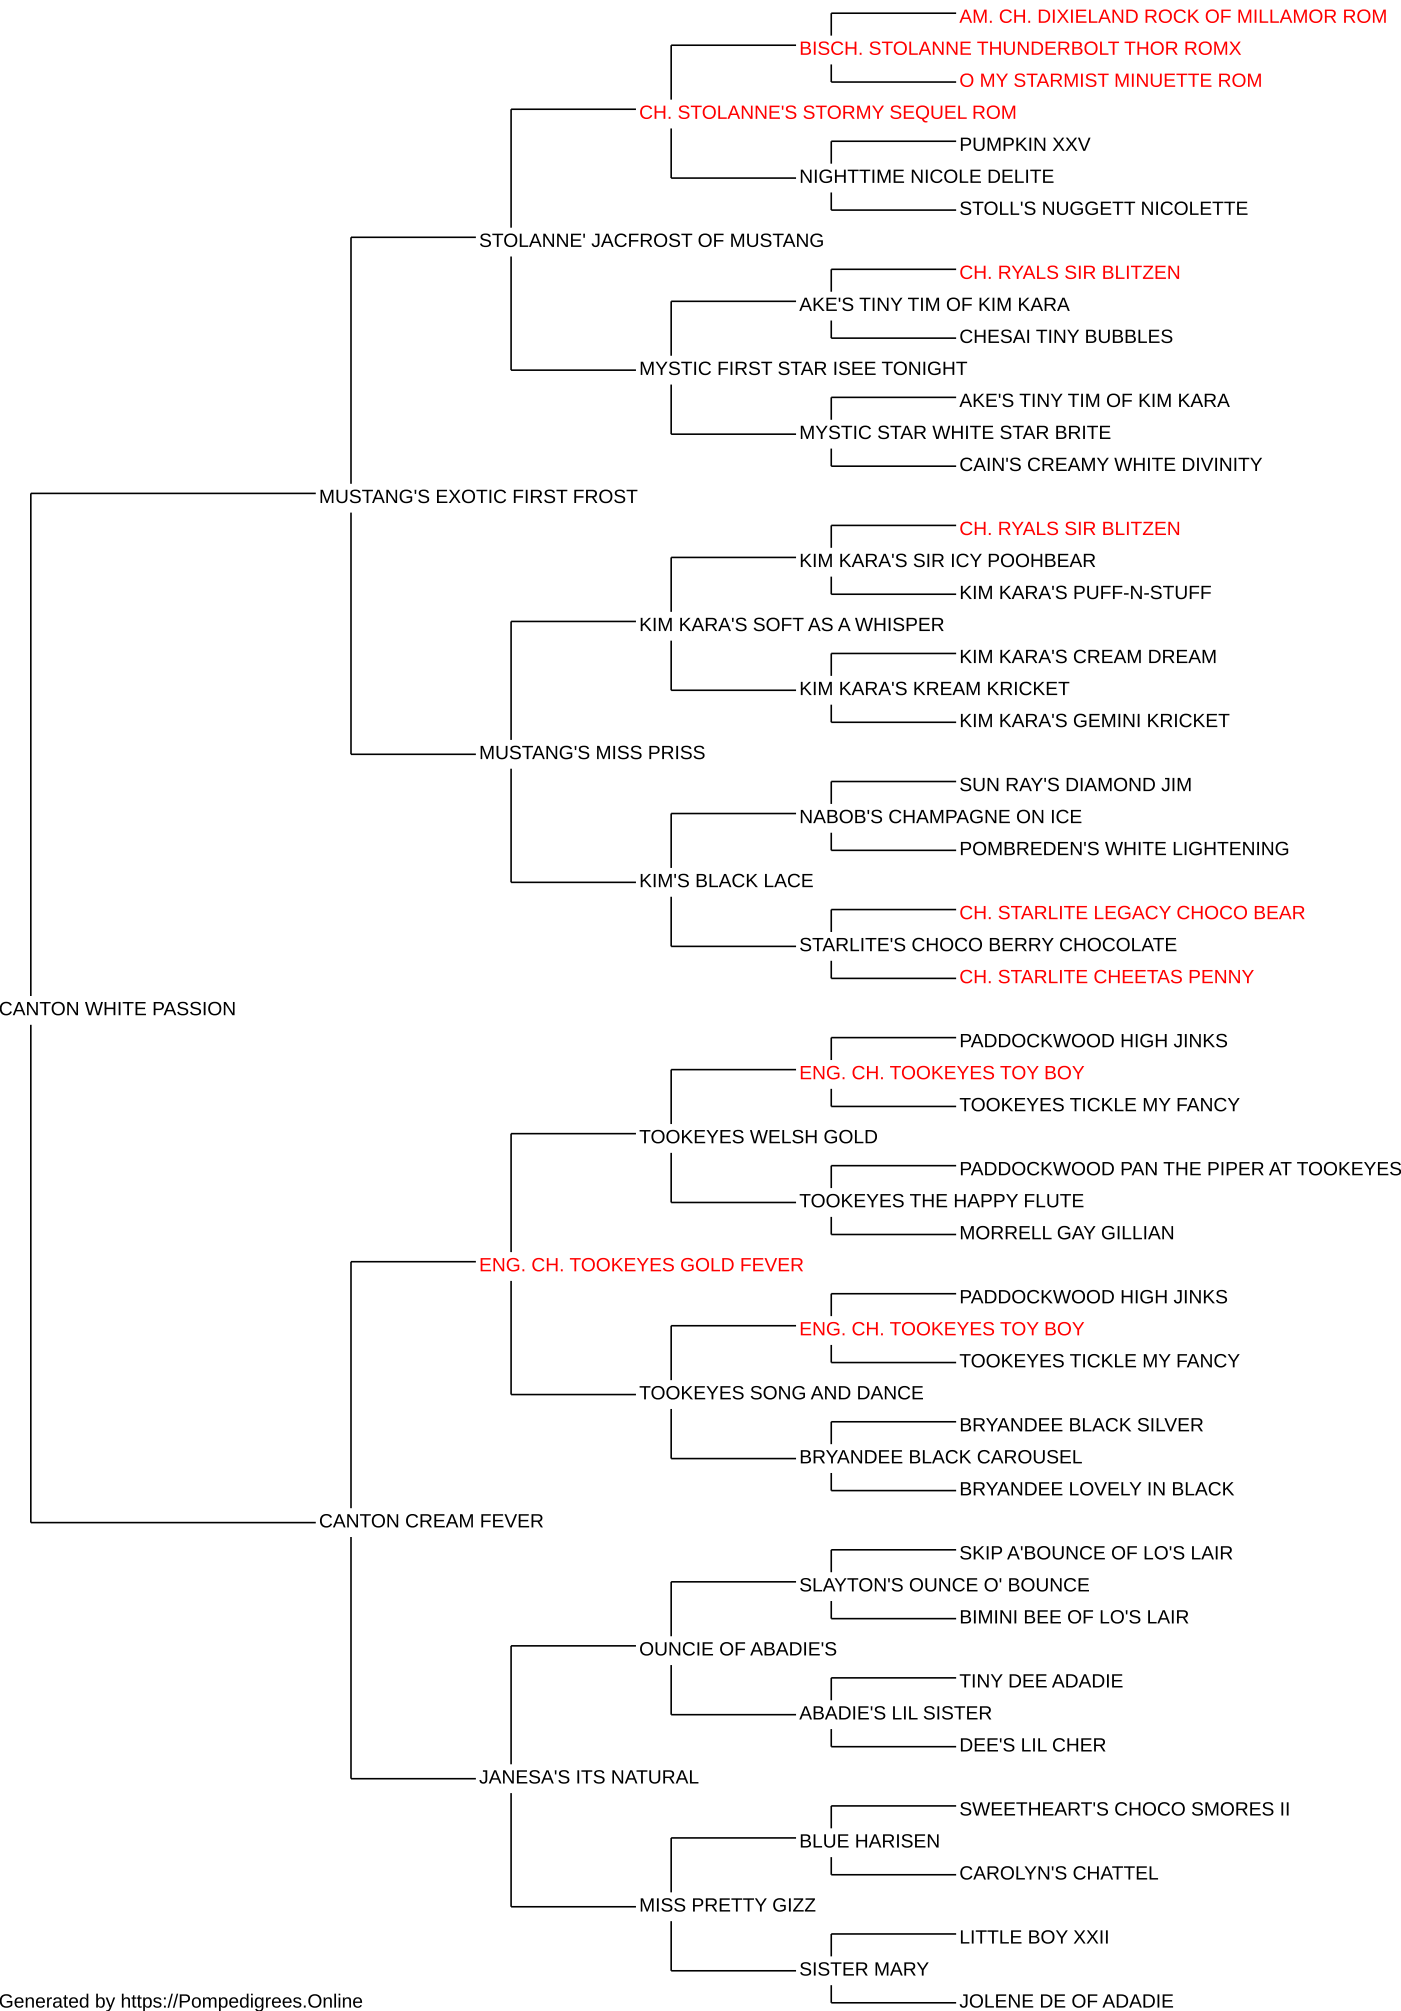 AM. CH. DIXIELAND ROCK OF MILLAMOR ROM
BISCH. STOLANNE THUNDERBOLT THOR ROMX
O MY STARMIST MINUETTE ROM
CH. STOLANNE'S STORMY SEQUEL ROM
PUMPKIN XXV
NIGHTTIME NICOLE DELITE
STOLL'S NUGGETT NICOLETTE
STOLANNE' JACFROST OF MUSTANG
CH. RYALS SIR BLITZEN
AKE'S TINY TIM OF KIM KARA
CHESAI TINY BUBBLES
MYSTIC FIRST STAR ISEE TONIGHT
AKE'S TINY TIM OF KIM KARA
MYSTIC STAR WHITE STAR BRITE
CAIN'S CREAMY WHITE DIVINITY
MUSTANG'S EXOTIC FIRST FROST
CH. RYALS SIR BLITZEN
KIM KARA'S SIR ICY POOHBEAR
KIM KARA'S PUFF-N-STUFF
KIM KARA'S SOFT AS A WHISPER
KIM KARA'S CREAM DREAM
KIM KARA'S KREAM KRICKET
KIM KARA'S GEMINI KRICKET
MUSTANG'S MISS PRISS
SUN RAY'S DIAMOND JIM
NABOB'S CHAMPAGNE ON ICE
POMBREDEN'S WHITE LIGHTENING
KIM'S BLACK LACE
CH. STARLITE LEGACY CHOCO BEAR
STARLITE'S CHOCO BERRY CHOCOLATE
CH. STARLITE CHEETAS PENNY
CANTON WHITE PASSION
PADDOCKWOOD HIGH JINKS
ENG. CH. TOOKEYES TOY BOY
TOOKEYES TICKLE MY FANCY
TOOKEYES WELSH GOLD
PADDOCKWOOD PAN THE PIPER AT TOOKEYES
TOOKEYES THE HAPPY FLUTE
MORRELL GAY GILLIAN
ENG. CH. TOOKEYES GOLD FEVER
PADDOCKWOOD HIGH JINKS
ENG. CH. TOOKEYES TOY BOY
TOOKEYES TICKLE MY FANCY
TOOKEYES SONG AND DANCE
BRYANDEE BLACK SILVER
BRYANDEE BLACK CAROUSEL
BRYANDEE LOVELY IN BLACK
CANTON CREAM FEVER
SKIP A'BOUNCE OF LO'S LAIR
SLAYTON'S OUNCE O' BOUNCE
BIMINI BEE OF LO'S LAIR
OUNCIE OF ABADIE'S
TINY DEE ADADIE
ABADIE'S LIL SISTER
DEE'S LIL CHER
JANESA'S ITS NATURAL
SWEETHEART'S CHOCO SMORES II
BLUE HARISEN
CAROLYN'S CHATTEL
MISS PRETTY GIZZ
LITTLE BOY XXII
SISTER MARY
JOLENE DE OF ADADIE
Generated by https://Pompedigrees.Online